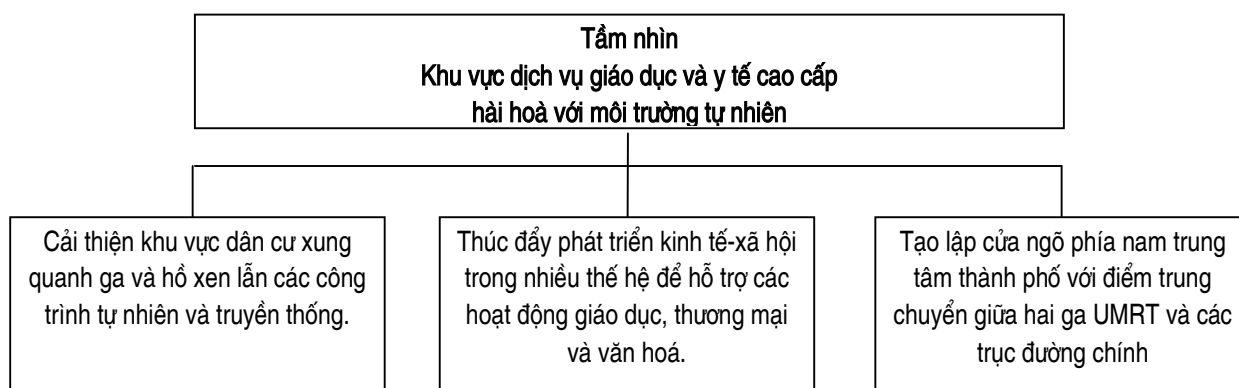 Tầm nhìn
Khu vực dịch vụ giáo dục và y tế cao cấp
hài hoà với môi trường tự nhiên
Cải thiện khu vực dân cư xung
quanh ga và hồ xen lẫn các công
trình tự nhiên và truyền thống.
Thúc đẩy phát triển kinh tế-xã hội
trong nhiều thế hệ để hỗ trợ các
hoạt động giáo dục, thương mại
và văn hoá.
Tạo lập cửa ngõ phía nam trung
tâm thành phố với điểm trung
chuyển giữa hai ga UMRT và các
trục đường chính